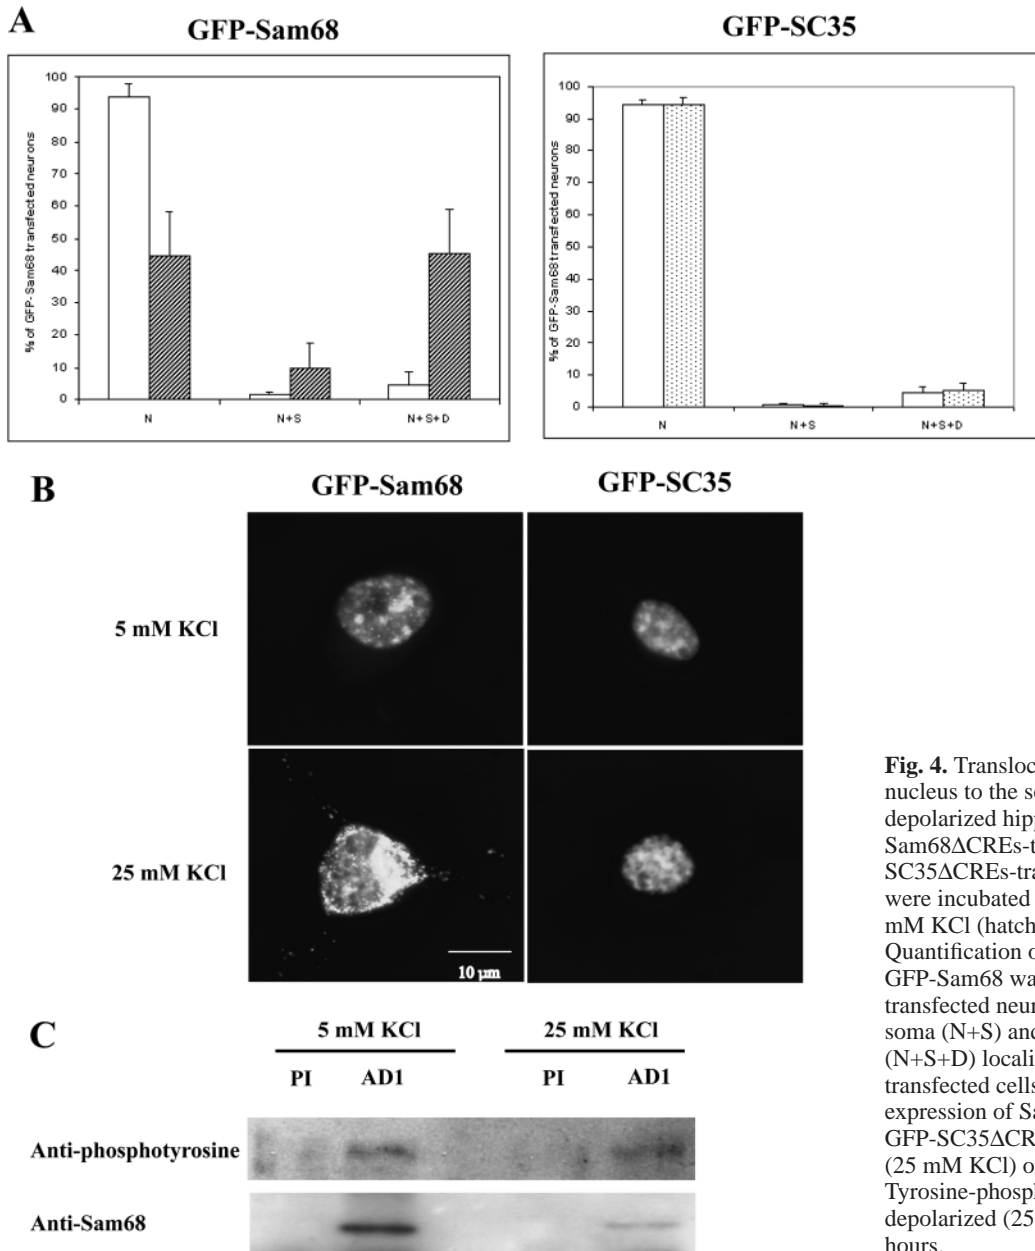 A
GFP-Sam68
GFP-SC35
% of GFP-Sam68 transfected neurons
100
90
80
70
60
50
40
30
20
10
0
N
N+S
N+S+D
% of GFP-Sam68 transfected neurons
100
90
80
70
60
50
40
30
20
10
0
N
N+S
N+S+D
B
GFP-Sam68
GFP-SC35
5 mM KCl
25 mM KCl
10 µm
C
5 mM KCl
25 mM KCl
PI
AD1
PI
AD1
Anti-phosphotyrosine
Anti-Sam68
Fig. 4. Transloc
nucleus to the s
depolarized hip
Sam68ΔCREs-t
SC35ΔCREs-tra
were incubated
mM KCl (hatch
Quantification o
GFP-Sam68 wa
transfected neur
soma (N+S) and
(N+S+D) locali
transfected cells
expression of Sa
GFP-SC35ΔCR
(25 mM KCl) o
Tyrosine-phosph
depolarized (25
hours.